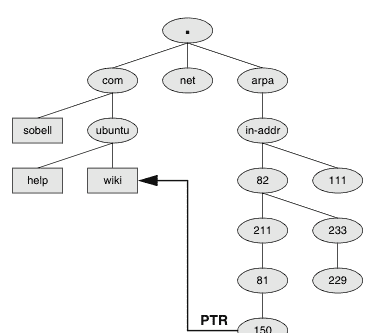 .
com net arpa
sobell ubuntu in-addr
help wiki 82 111
211 233
81 229
PTR 150